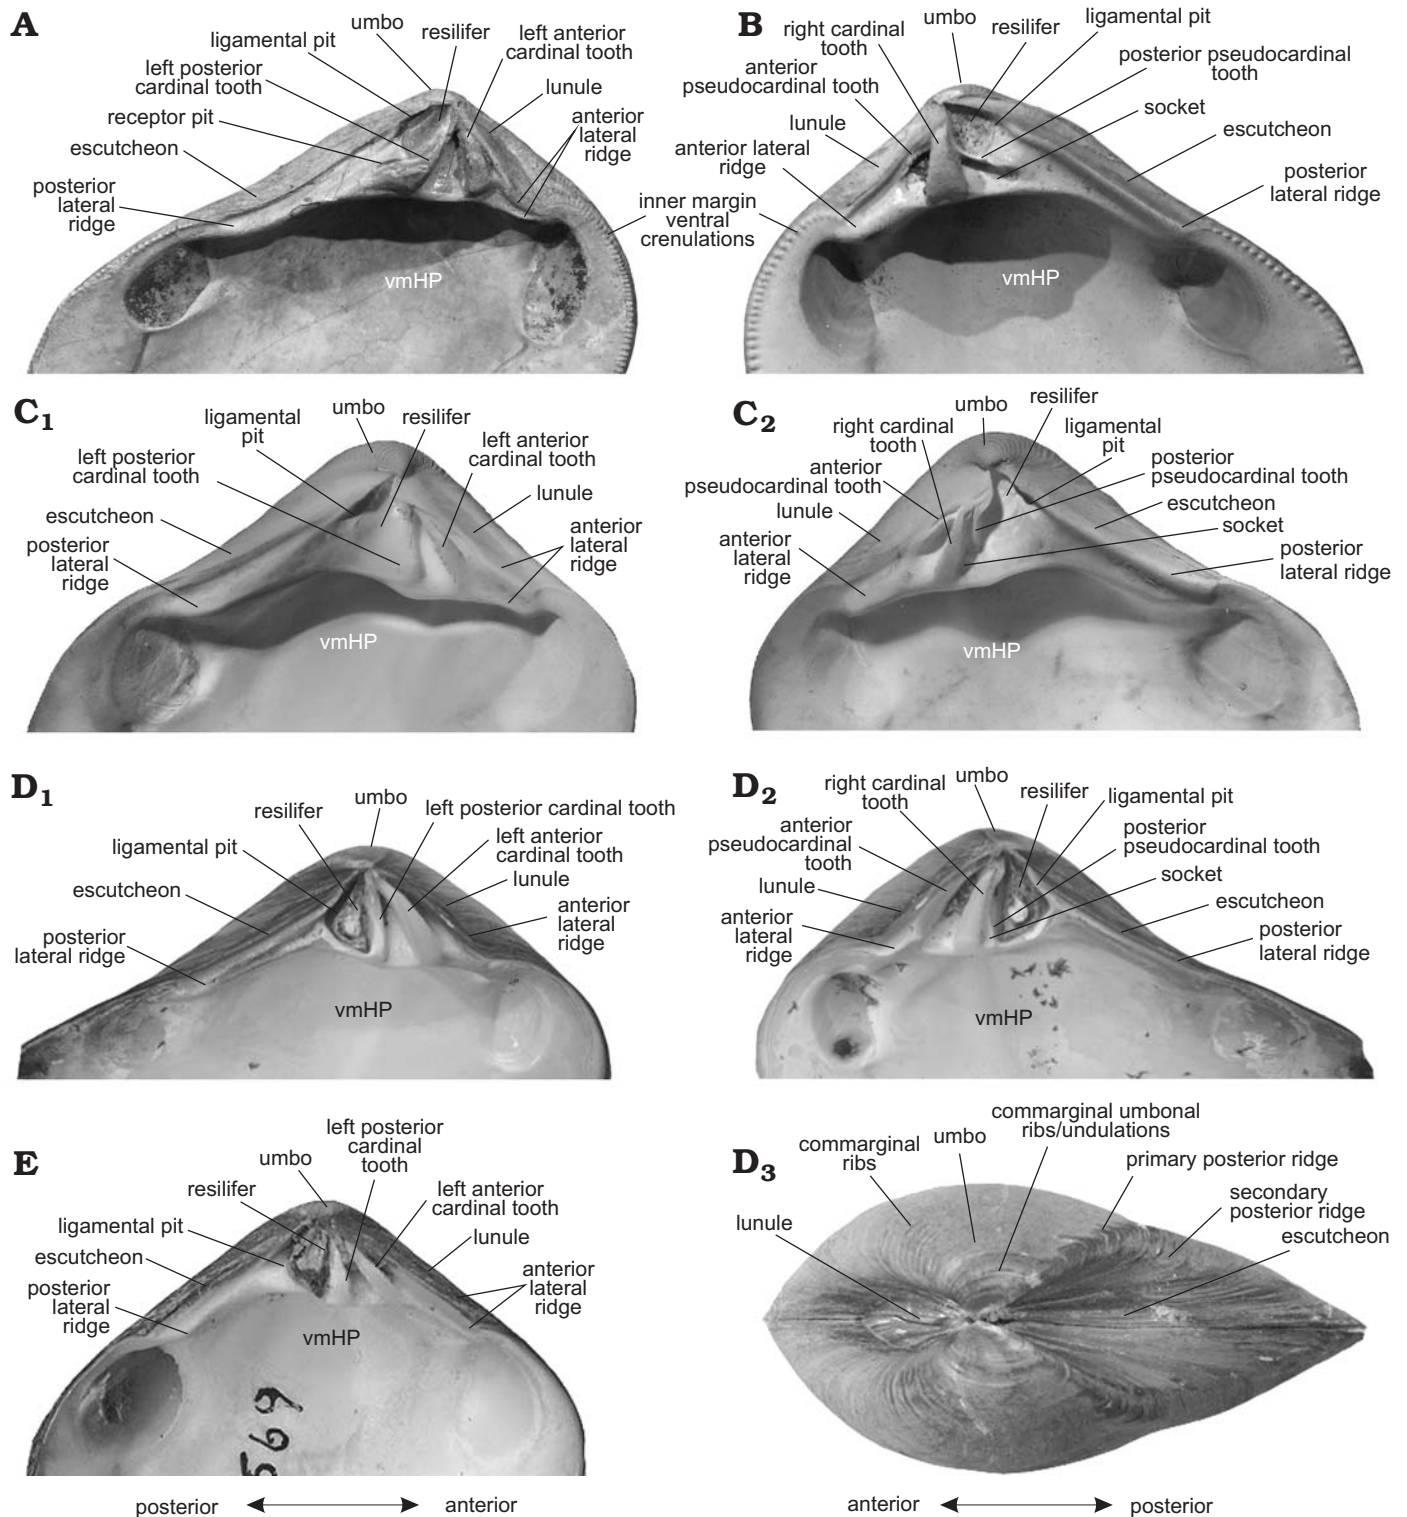 A
umbo
resilifer
ligamental pit
left anterior
cardinal tooth
left posterior
cardinal tooth
lunule
receptor pit
anterior
lateral
ridge
escutcheon
posterior
lateral
ridge
vmHP
inner margin
ventral
crenulations
B
right cardinal
tooth
umbo
resilifer
ligamental pit
anterior
pseudocardinal tooth
posterior pseudocardinal
tooth
socket
lunule
escutcheon
anterior lateral
ridge
posterior
lateral ridge
vmHP
C1
ligamental
pit
umbo
resilifer
left anterior
cardinal tooth
left posterior
cardinal tooth
lunule
escutcheon
anterior
lateral
ridge
posterior
lateral
ridge
vmHP
C2
umbo
resilifer
right cardinal
tooth
ligamental
pit
anterior
pseudocardinal tooth
posterior
pseudocardinal tooth
lunule
escutcheon
socket
anterior
lateral
ridge
posterior
lateral ridge
vmHP
D1
resilifer
umbo
left posterior cardinal tooth
ligamental pit
left anterior
cardinal tooth
escutcheon
lunule
anterior
lateral
ridge
posterior
lateral ridge
vmHP
D2
right cardinal
tooth
umbo
resilifer
ligamental pit
anterior
pseudocardinal
tooth
posterior
pseudocardinal tooth
socket
lunule
escutcheon
anterior
lateral
ridge
posterior
lateral ridge
vmHP
E
left posterior
cardinal
tooth
umbo
resilifer
left anterior
cardinal tooth
ligamental pit
lunule
escutcheon
anterior
lateral
ridge
posterior
lateral
ridge
vmHP
569
posterior
anterior
D3
commarginal
ribs
umbo
commarginal umbonal
ribs/undulations
primary posterior ridge
secondary
posterior ridge
lunule
escutcheon
anterior
posterior